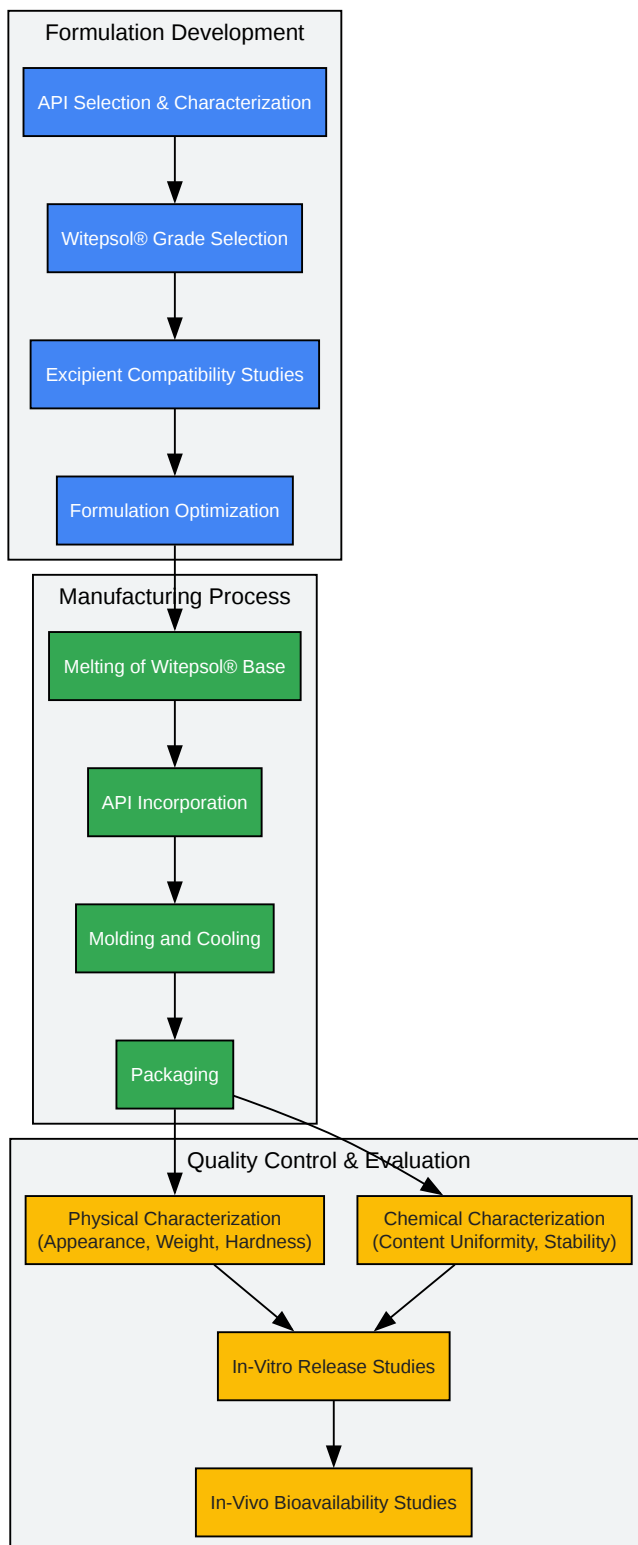 Formulation Development
API Selection & Characterization
Witepsol® Grade Selection
Excipient Compatibility Studies
Formulation Optimization
Manufacturing Process
Melting of Witepsol® Base
API Incorporation
Molding and Cooling
Packaging
Quality Control & Evaluation
Physical Characterization
(Appearance, Weight, Hardness)
Chemical Characterization
(Content Uniformity, Stability)
In-Vitro Release Studies
In-Vivo Bioavailability Studies